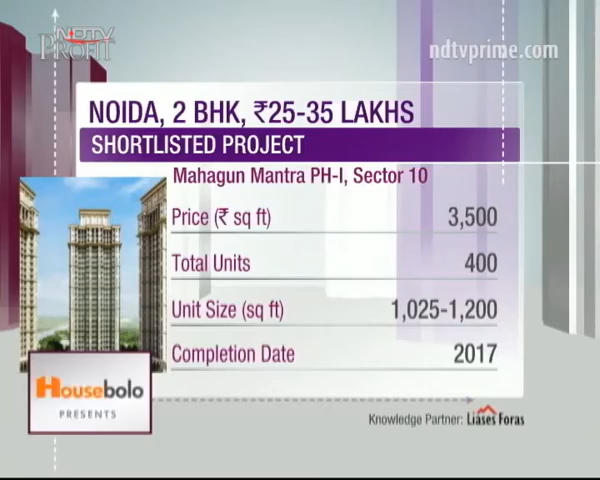 NDTV
PROFIT
ndtvprime.com
NOIDA, 2 BHK, ₹25-35 LAKHS
SHORTLISTED PROJECT
Mahagun Mantra PH-I, Sector 10
Price (₹ sq ft) 3,500
Total Units 400
Unit Size (sq ft) 1,025-1,200
Completion Date 2017
Housebolo
PRESENTS
Knowledge Partner: Liases Foras